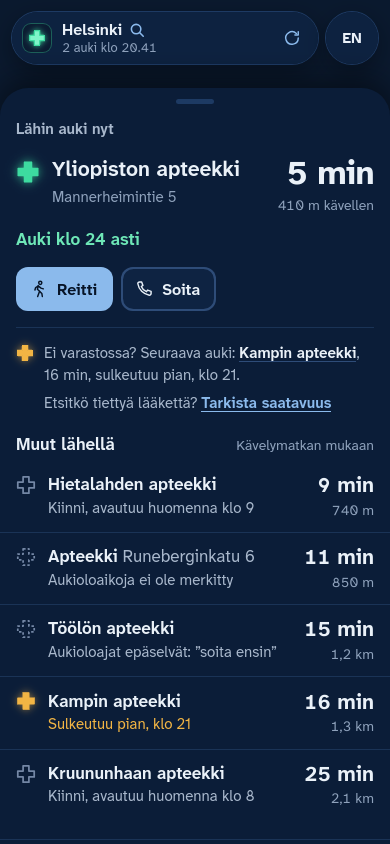 Helsinki
2 auki klo 20.41
EN
Lähin auki nyt
Yliopiston apteekki
5 min
Mannerheimintie 5
410 m kävellen
Auki klo 24 asti
Reitti
Soita
Ei varastossa? Seuraava auki: Kampin apteekki,
16 min, sulkeutuu pian, klo 21.
Etsitkö tiettyä lääkettä? Tarkista saatavuus
Muut lähellä
Kävelymatkan mukaan
Hietalahden apteekki
9 min
Kiinni, avautuu huomenna klo 9
740 m
Apteekki Runeberginkatu 6
11 min
Aukioloaikoja ei ole merkitty
850 m
Töölön apteekki
15 min
Aukioloajat epäselvät: ”soita ensin”
1,2 km
Kampin apteekki
16 min
Sulkeutuu pian, klo 21
1,3 km
Kruununhaan apteekki
25 min
Kiinni, avautuu huomenna klo 8
2,1 km